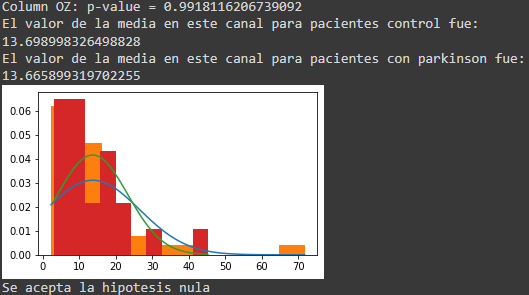 Column OZ: p-value = 0.9918116206739092
El valor de la media en este canal para pacientes control fue:
13.698998326498828
El valor de la media en este canal para pacientes con parkinson fue:
13.665899319702255
0.06
0.05
0.04
0.03
0.02
0.01
0.00
0 10 20 30 40 50 60 70
Se acepta la hipotesis nula